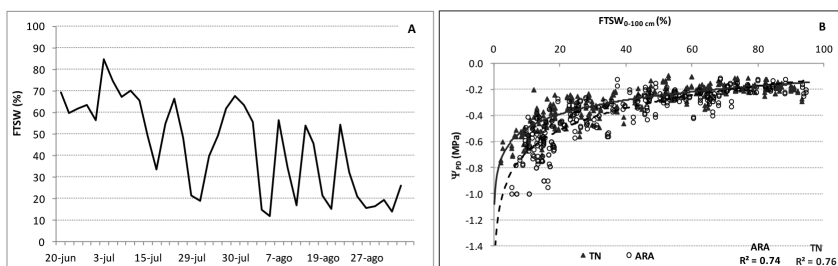 A
FTSW (%)
100
90
80
70
60
50
40
30
20
10
0
20-jun 3-jul 15-jul 29-jul 30-jul 7-ago 19-ago 27-ago
FTSW0-100 cm (%)
B
0 20 40 60 80 100
0.0
-0.2
-0.4
-0.6
-0.8
-1.0
-1.2
-1.4
ΨPD (MPa)
TN ARA
ARA TN
R² = 0.74 R² = 0.76